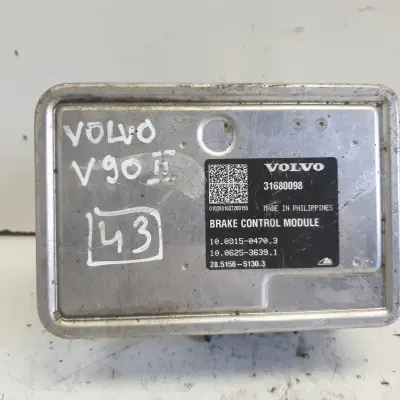 VOLVO
V90 II
43
VOLVO
31680098
MADE IN PHILIPPINES
BRAKE CONTROL MODULE
10.0915-0470.3
10.0625-3639.1
28.5156-5130.3